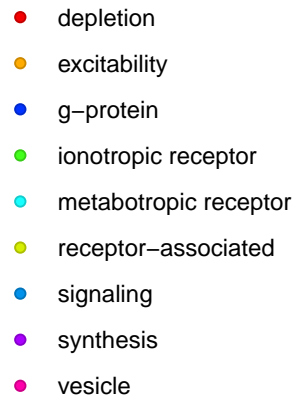 depletion
excitability
g−protein
ionotropic receptor
metabotropic receptor
receptor−associated
signaling
synthesis
vesicle